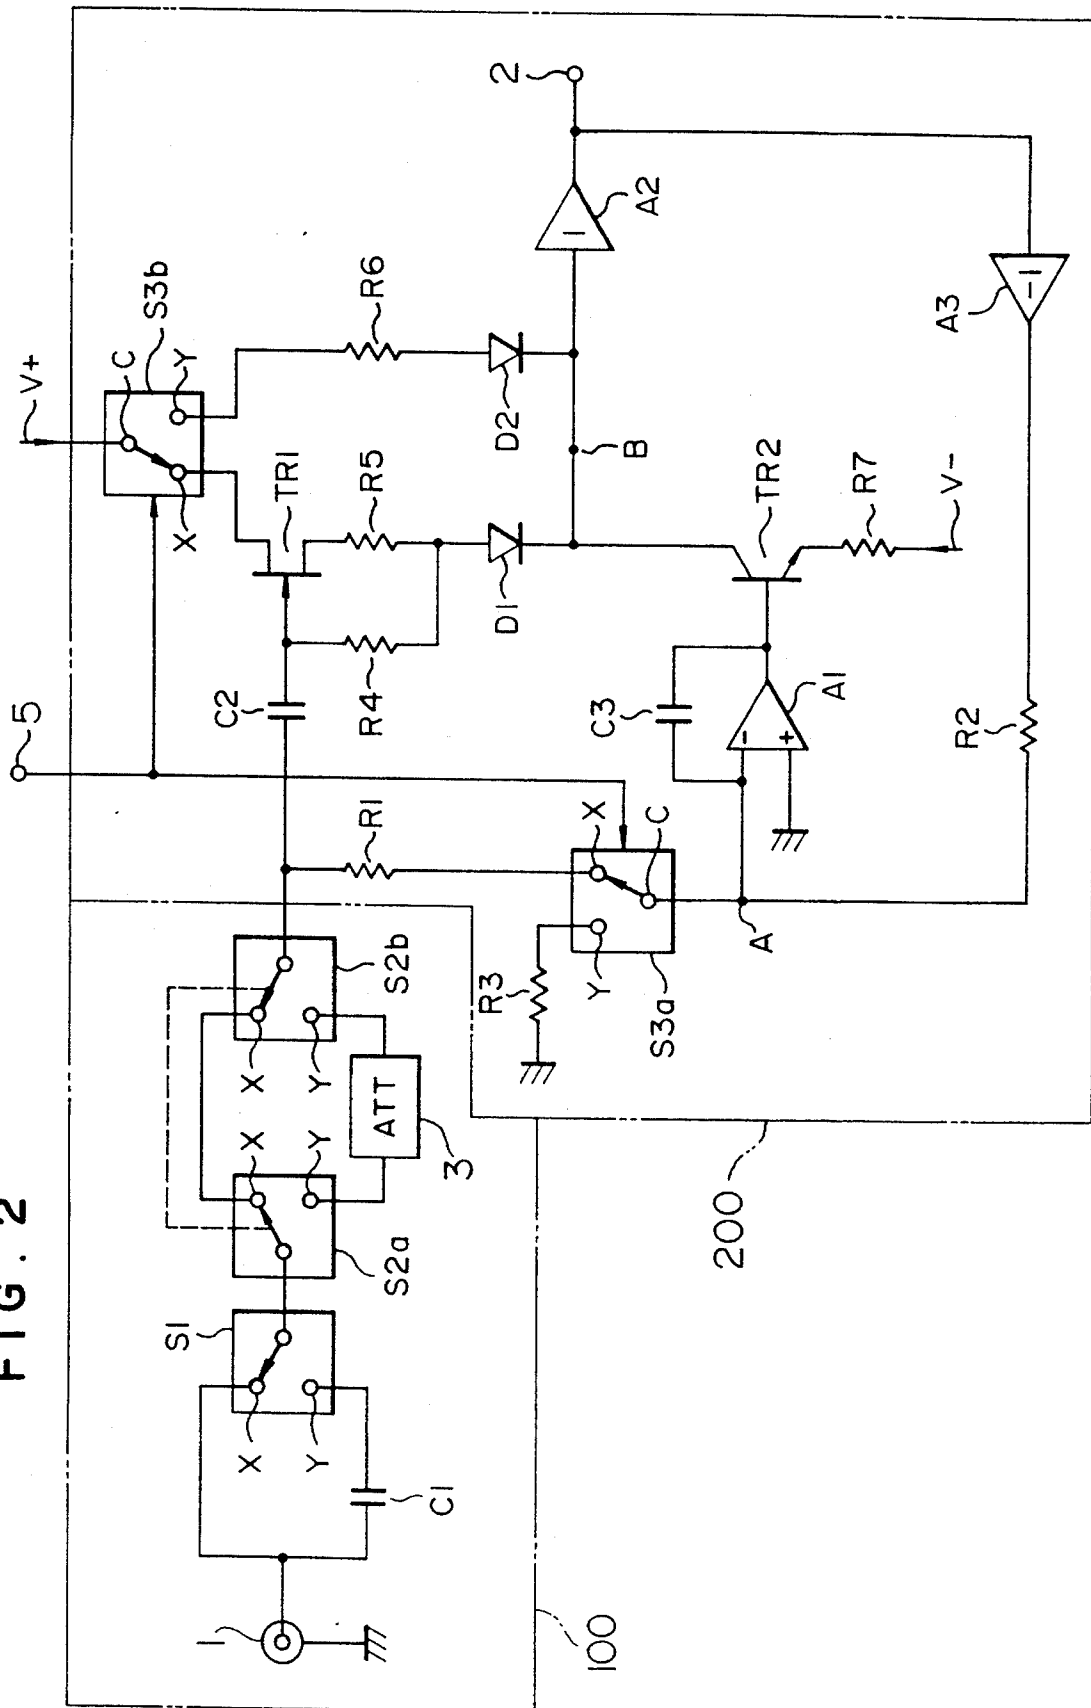 FIG. 2
V+
S3b
C
Y
X
5
2
TR1
R6
R5
D2
D1
B
A2
C2
R4
R1
TR2
R7
V-
C3
A1
-
+
A3
R2
X
C
Y
A
R3
S3a
S2b
X
Y
ATT
3
X
Y
S2a
S1
X
Y
C1
1
100
200